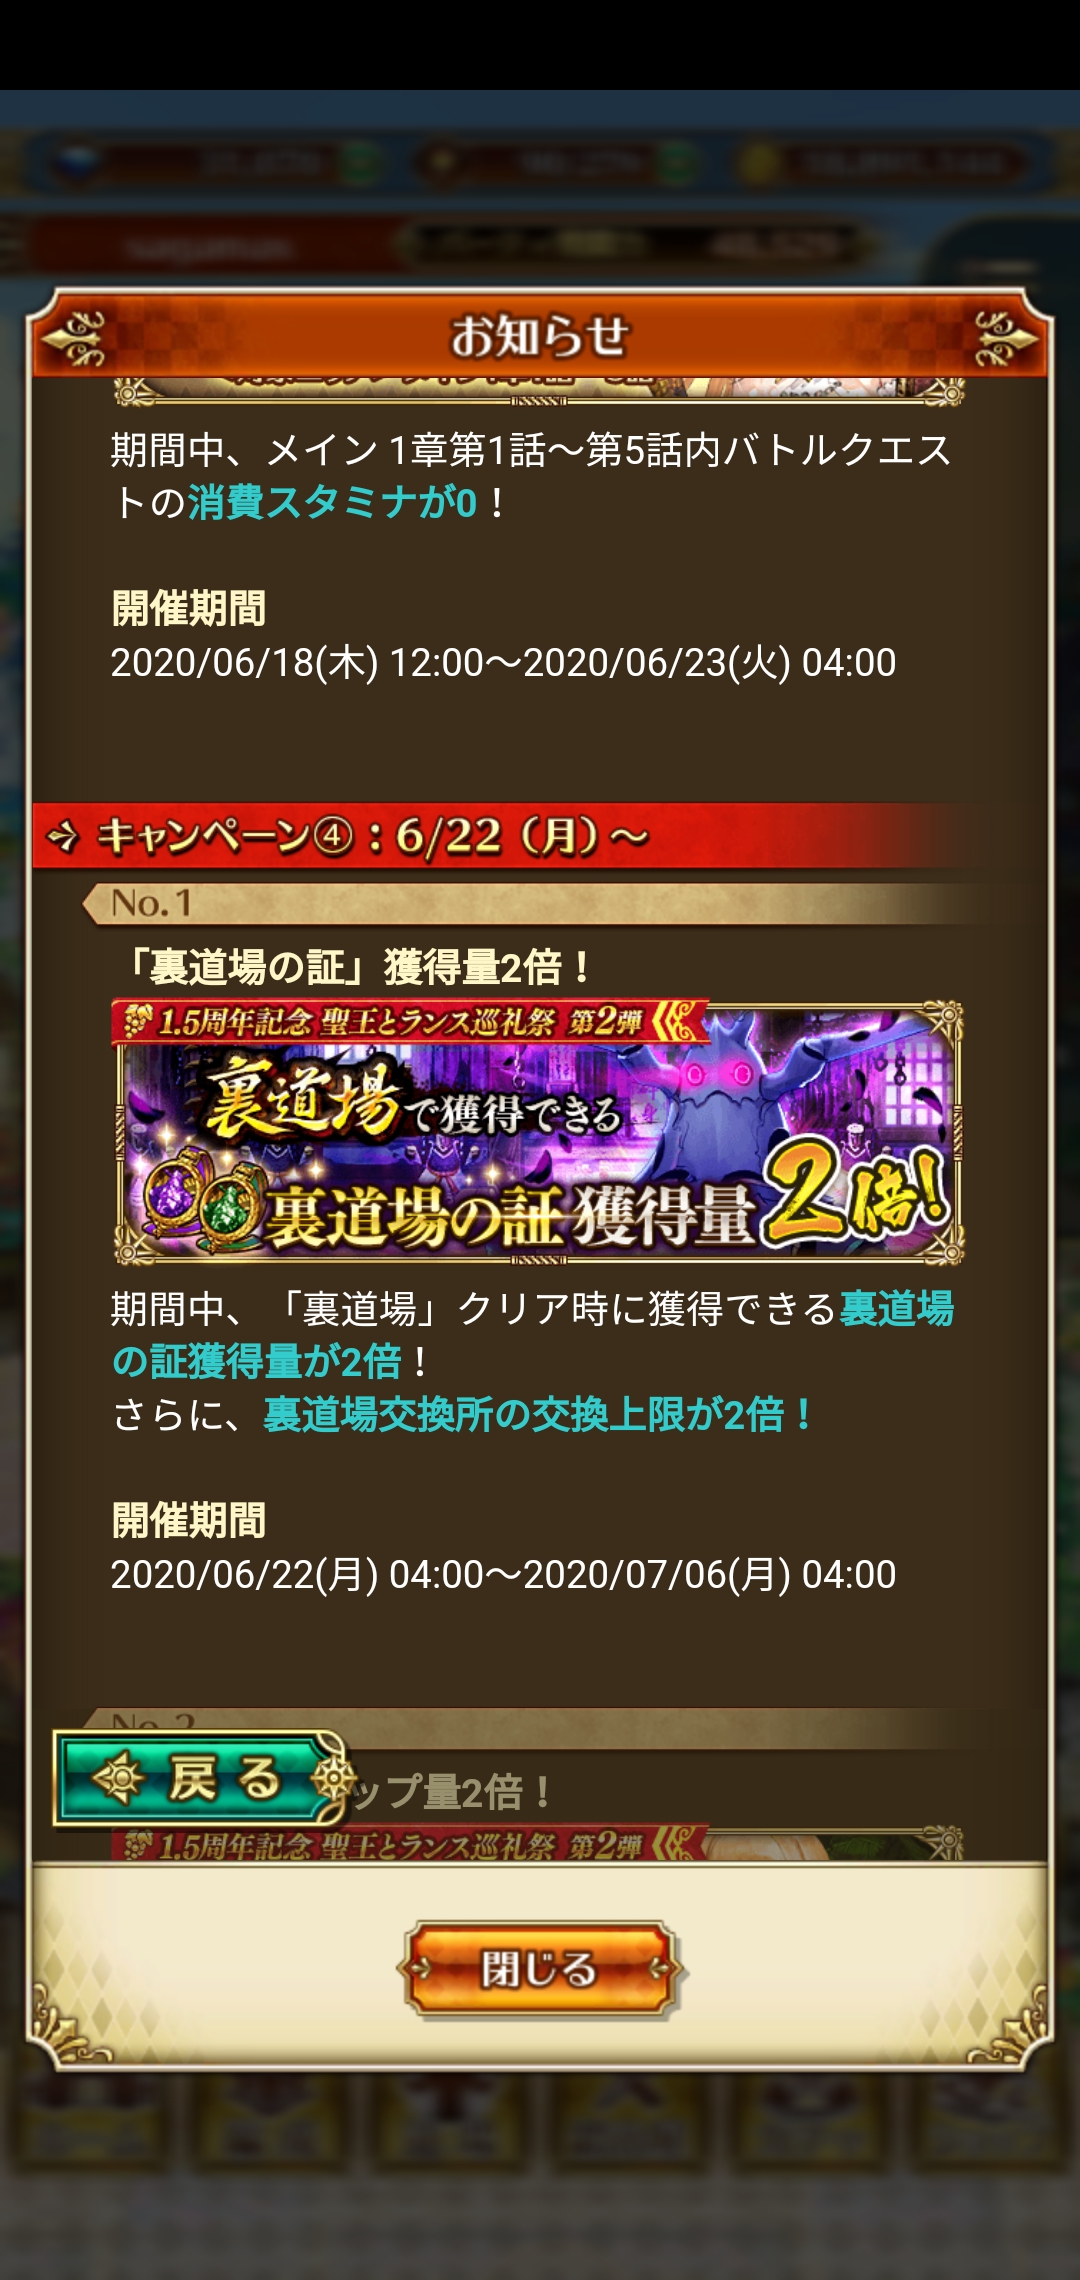 お知らせ
期間中、メイン 1章第1話～第5話内バトルクエス
トの消費スタミナが0！
開催期間
2020/06/18(木) 12:00～2020/06/23(火) 04:00
キャンペーン④：6/22（月）～
No.1
「裏道場の証」獲得量2倍！
1.5周年記念 聖王とランス巡礼祭 第2弾
裏道場で獲得できる
裏道場の証獲得量2倍!
期間中、「裏道場」クリア時に獲得できる裏道場
の証獲得量が2倍！
さらに、裏道場交換所の交換上限が2倍！
開催期間
2020/06/22(月) 04:00～2020/07/06(月) 04:00
No.2
戻る
ップ量2倍！
1.5周年記念 聖王とランス巡礼祭 第2弾
閉じる